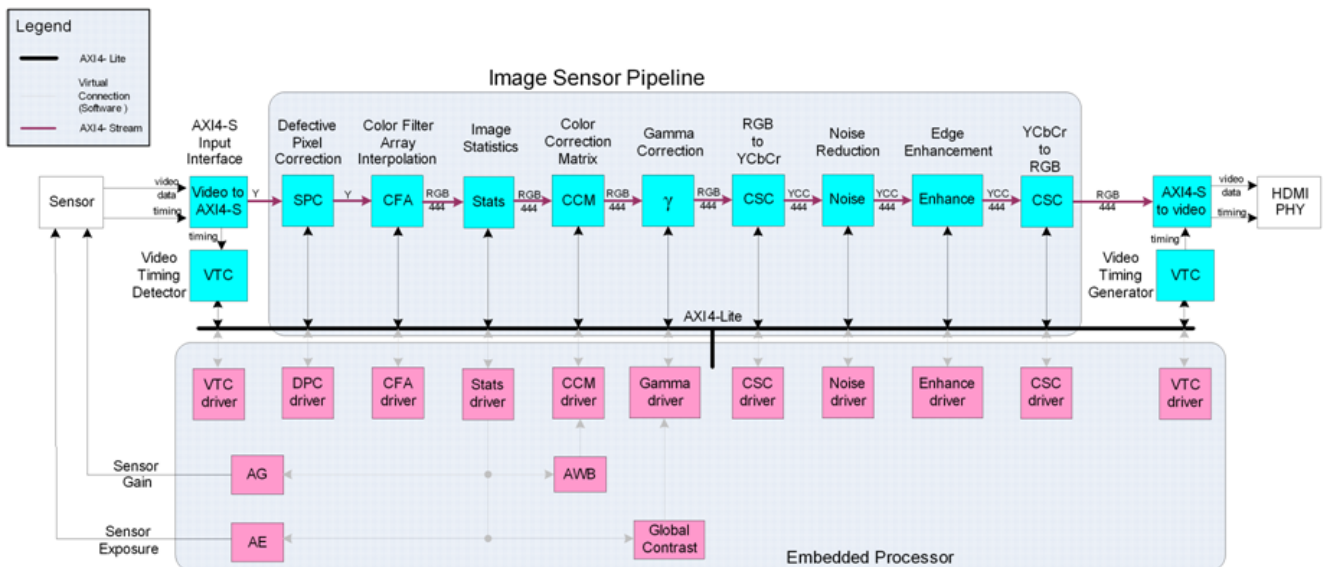 Legend
AXI4- Lite
Virtual
Connection
(Software )
AXI4- Stream
Image Sensor Pipeline
AXI4-S
Input
Interface
Defective
Pixel
Correction
Color Filter
Array
Interpolation
Image
Statistics
Color
Correction
Matrix
Gamma
Correction
RGB
to
YCbCr
Noise
Reduction
Edge
Enhancement
YCbCr
to
RGB
Sensor
video
data
timing
Video to
AXI4-S
Y
SPC
Y
CFA
RGB
444
Stats
RGB
444
CCM
RGB
444
γ
RGB
444
CSC
YCC
444
Noise
YCC
444
Enhance
YCC
444
CSC
RGB
444
AXI4-S
to video
video
data
timing
HDMI
PHY
timing
Video
Timing
Detector
VTC
timing
Video
Timing
Generator
VTC
AXI4-Lite
VTC
driver
DPC
driver
CFA
driver
Stats
driver
CCM
driver
Gamma
driver
CSC
driver
Noise
driver
Enhance
driver
CSC
driver
VTC
driver
Sensor
Gain
AG
AWB
Sensor
Exposure
AE
Global
Contrast
Embedded Processor